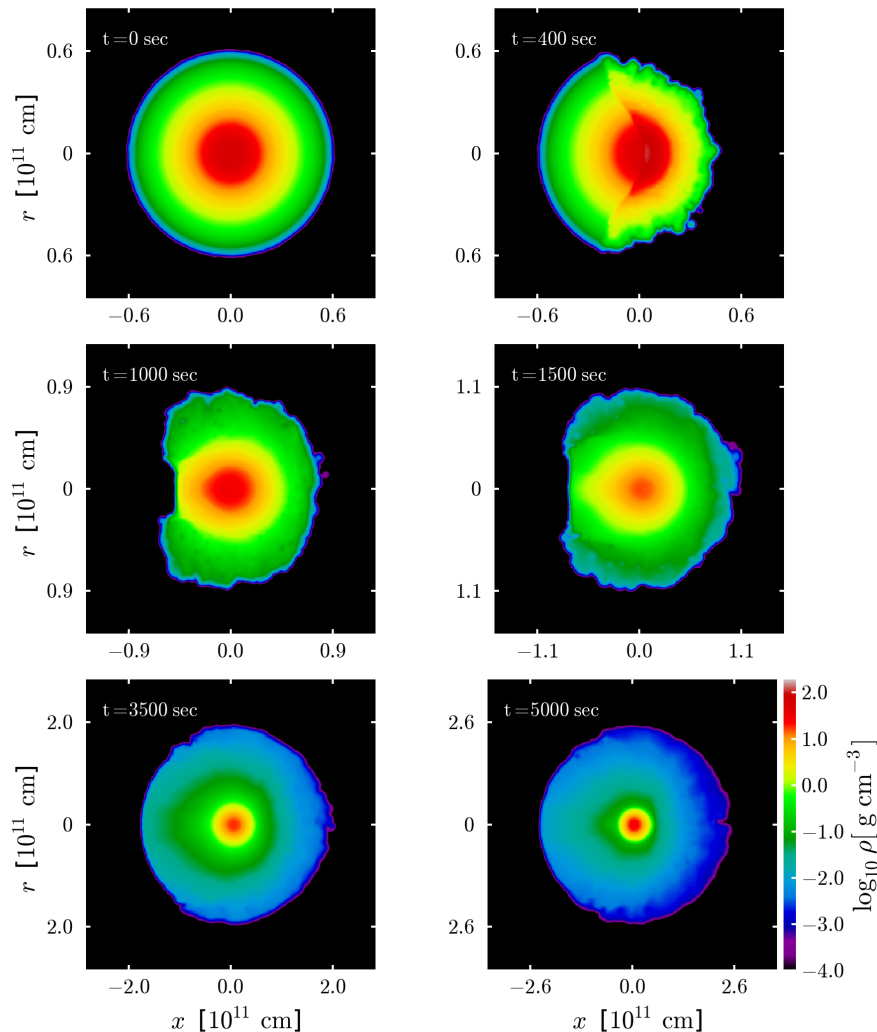 t=0 sec
t=400 sec
0.6
0
0.6
r [10^11 cm]
−0.6 0.0 0.6
0.6
0
0.6
−0.6 0.0 0.6
t=1000 sec
t=1500 sec
0.9
0
0.9
r [10^11 cm]
−0.9 0.0 0.9
1.1
0
1.1
−1.1 0.0 1.1
t=3500 sec
t=5000 sec
2.0
0
2.0
r [10^11 cm]
−2.0 0.0 2.0
x [10^11 cm]
2.6
0
2.6
−2.6 0.0 2.6
x [10^11 cm]
2.0
1.0
0.0
−1.0
−2.0
−3.0
−4.0
log₁₀ ρ[ g cm⁻³]